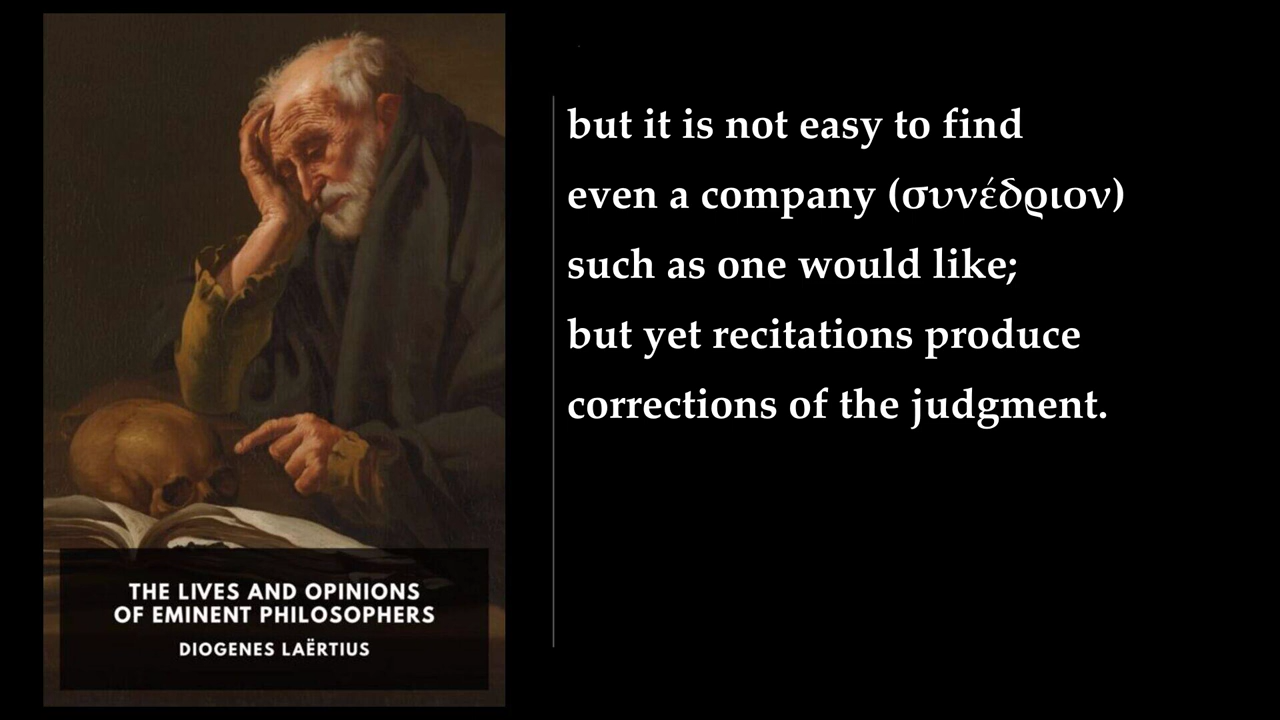 but it is not easy to find
even a company (συνέδριον)
such as one would like;
but yet recitations produce
corrections of the judgment.
THE LIVES AND OPINIONS
OF EMINENT PHILOSOPHERS
DIOGENES LAËRTIUS